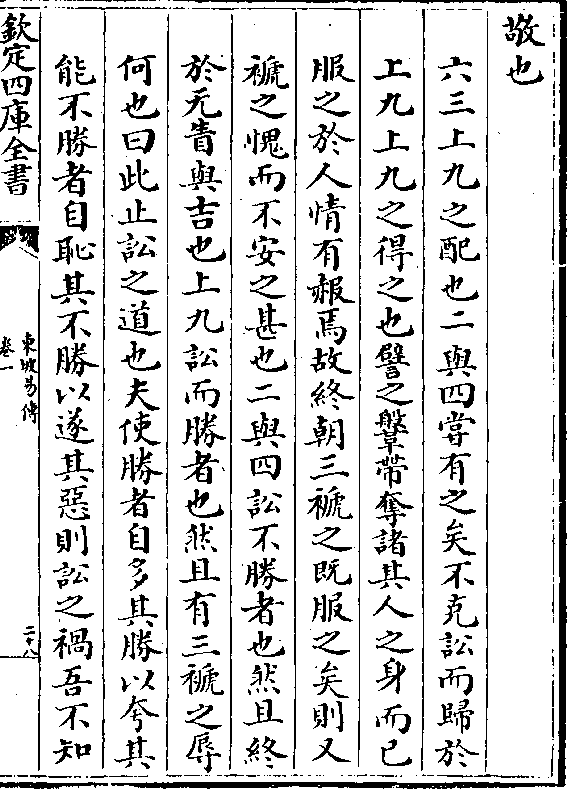 敬也
六三上九之配也二與四嘗有之矣不克訟而歸於
上九上九之得之也譬之鞶帶奪諸其人之身而已
服之於人情有赧焉故終朝三褫之既服之矣則又
褫之愧而不安之甚也二與四訟不勝者也然且終
於无眚與吉也上九訟而勝者也然且有三褫之辱
何也曰此止訟之道也夫使勝者自多其勝以夸其
能不勝者自恥其不勝以遂其惡則訟之禍吾不知
欽定四庫全書
東坡易傳
卷一
二十八